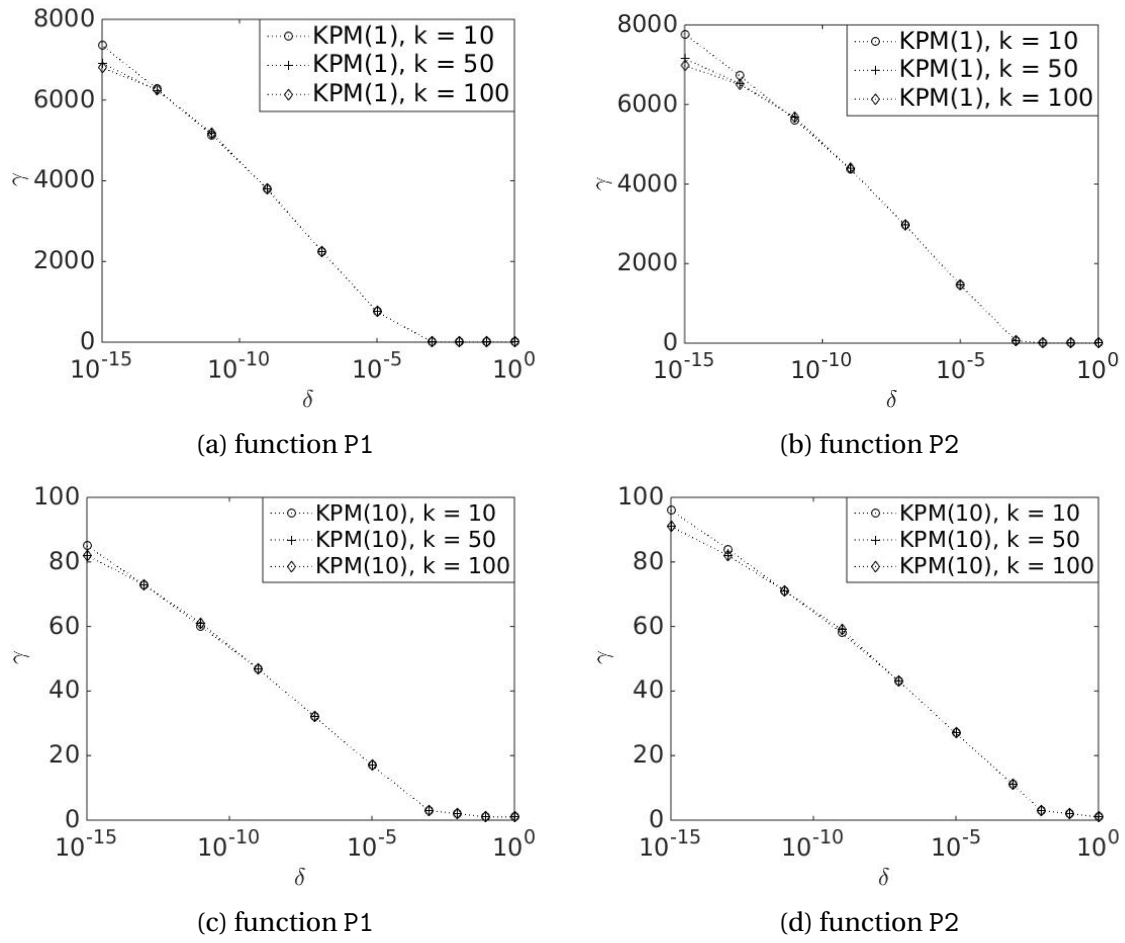 8000
6000
4000
2000
0
γ
KPM(1), k = 10
KPM(1), k = 50
KPM(1), k = 100
10^-15
10^-10
10^-5
10^0
δ
(a) function P1
8000
6000
4000
2000
0
γ
KPM(1), k = 10
KPM(1), k = 50
KPM(1), k = 100
10^-15
10^-10
10^-5
10^0
δ
(b) function P2
100
80
60
40
20
0
γ
KPM(10), k = 10
KPM(10), k = 50
KPM(10), k = 100
10^-15
10^-10
10^-5
10^0
δ
(c) function P1
100
80
60
40
20
0
γ
KPM(10), k = 10
KPM(10), k = 50
KPM(10), k = 100
10^-15
10^-10
10^-5
10^0
δ
(d) function P2